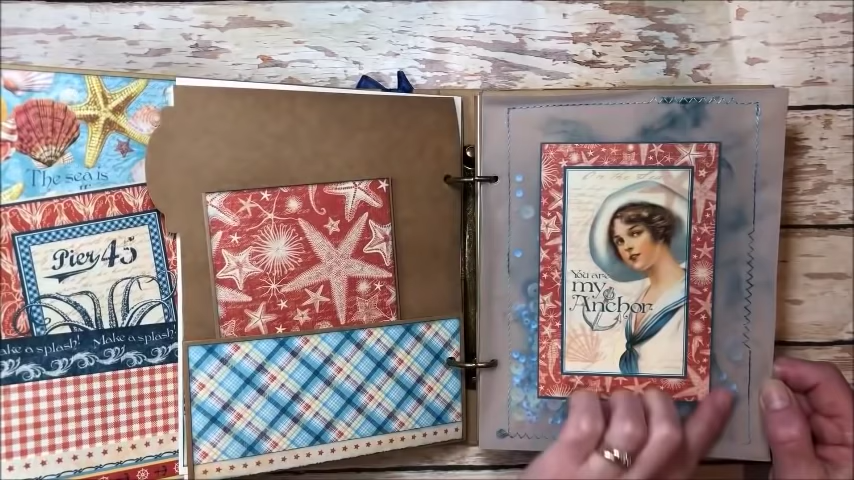 The sea is
Pier 45
Make a splash! Make a splash!
You are
my
Anchor